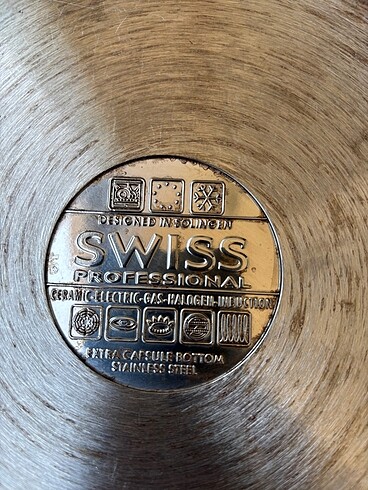 DESIGNED IN SOLINGEN
SWISS
PROFESSIONAL
CERAMIC-ELECTRIC-GAS-HALOGEN-INDUCTION
EXTRA CAPSULE BOTTOM
STAINLESS STEEL